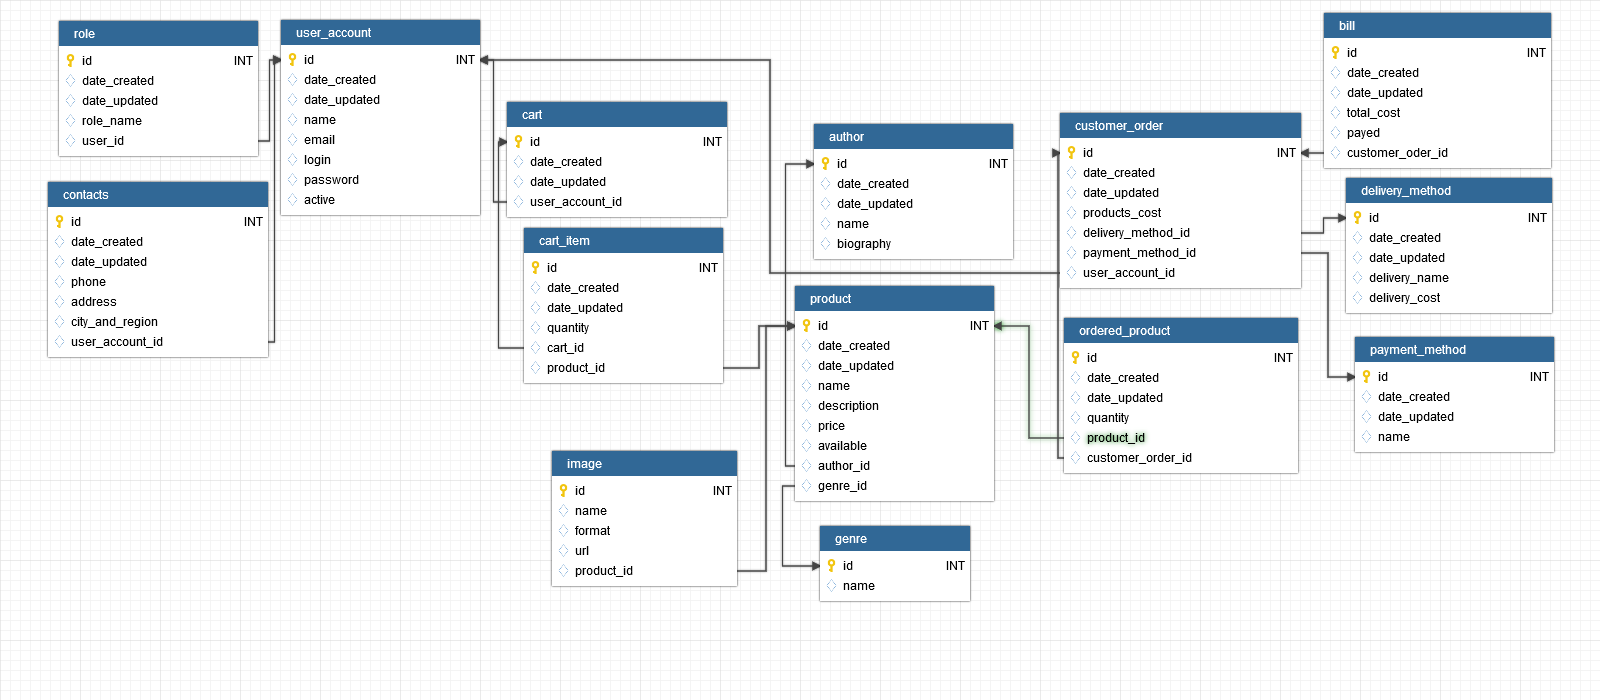 role
id INT
date_created
date_updated
role_name
user_id
contacts
id INT
date_created
date_updated
phone
address
city_and_region
user_account_id
user_account
id INT
date_created
date_updated
name
email
login
password
active
cart
id INT
date_created
date_updated
user_account_id
cart_item
id INT
date_created
date_updated
quantity
cart_id
product_id
image
id INT
name
format
url
product_id
author
id INT
date_created
date_updated
name
biography
product
id INT
date_created
date_updated
name
description
price
available
author_id
genre_id
genre
id INT
name
customer_order
id INT
date_created
date_updated
products_cost
delivery_method_id
payment_method_id
user_account_id
ordered_product
id INT
date_created
date_updated
quantity
product_id
customer_order_id
bill
id INT
date_created
date_updated
total_cost
payed
customer_oder_id
delivery_method
id INT
date_created
date_updated
delivery_name
delivery_cost
payment_method
id INT
date_created
date_updated
name